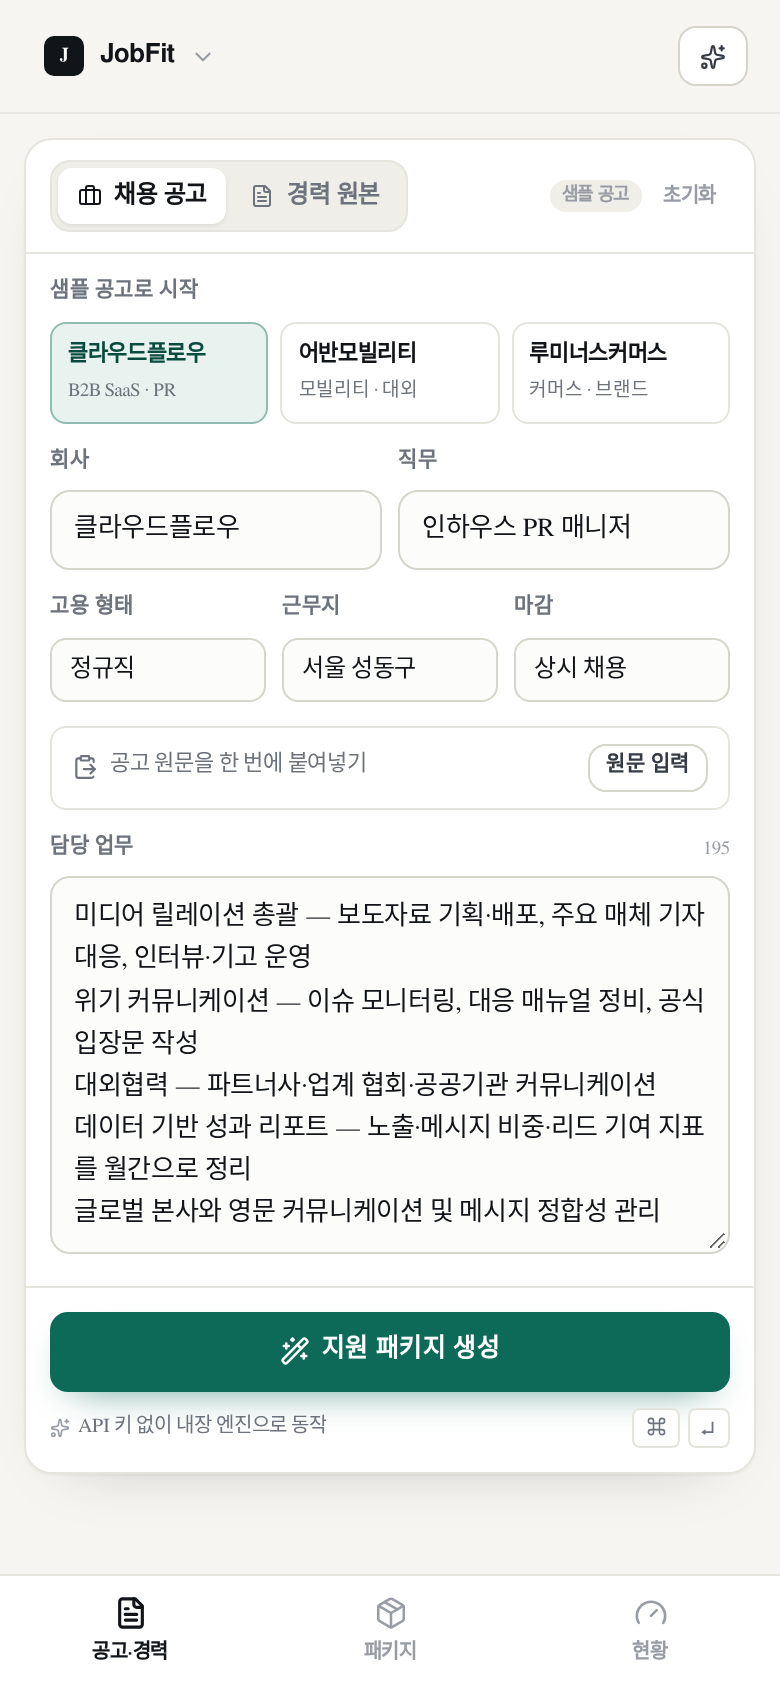 J JobFit
채용 공고 경력 원본 샘플 공고 초기화
샘플 공고로 시작
클라우드플로우 어반모빌리티 루미너스커머스
B2B SaaS · PR 모빌리티 · 대외 커머스 · 브랜드
회사 직무
클라우드플로우 인하우스 PR 매니저
고용 형태 근무지 마감
정규직 서울 성동구 상시 채용
공고 원문을 한 번에 붙여넣기 원문 입력
담당 업무 195
미디어 릴레이션 총괄 — 보도자료 기획·배포, 주요 매체 기자
대응, 인터뷰·기고 운영
위기 커뮤니케이션 — 이슈 모니터링, 대응 매뉴얼 정비, 공식
입장문 작성
대외협력 — 파트너사·업계 협회·공공기관 커뮤니케이션
데이터 기반 성과 리포트 — 노출·메시지 비중·리드 기여 지표
를 월간으로 정리
글로벌 본사와 영문 커뮤니케이션 및 메시지 정합성 관리
지원 패키지 생성
API 키 없이 내장 엔진으로 동작 ⌘ ↵
공고·경력 패키지 현황